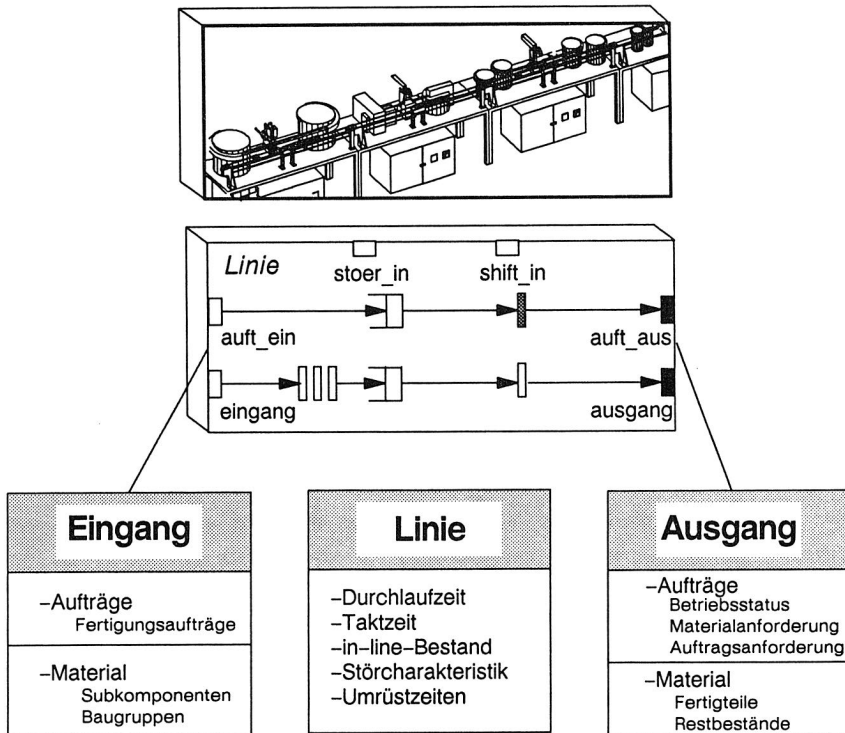 Linie
stoer_in
shift_in
auft_ein
auft_aus
eingang
ausgang
Eingang
–Aufträge
Fertigungsaufträge
–Material
Subkomponenten
Baugruppen
Linie
–Durchlaufzeit
–Taktzeit
–in-line-Bestand
–Störcharakteristik
–Umrüstzeiten
Ausgang
–Aufträge
Betriebsstatus
Materialanforderung
Auftragsanforderung
–Material
Fertigteile
Restbestände